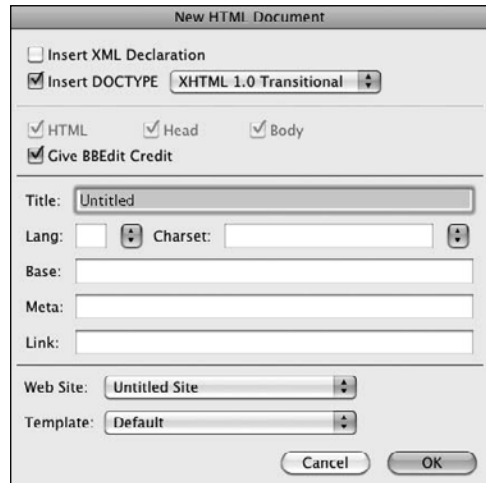 New HTML Document
Insert XML Declaration
Insert DOCTYPE XHTML 1.0 Transitional
HTML Head Body
Give BBEdit Credit
Title: Untitled
Lang: Charset:
Base:
Meta:
Link:
Web Site: Untitled Site
Template: Default
Cancel OK